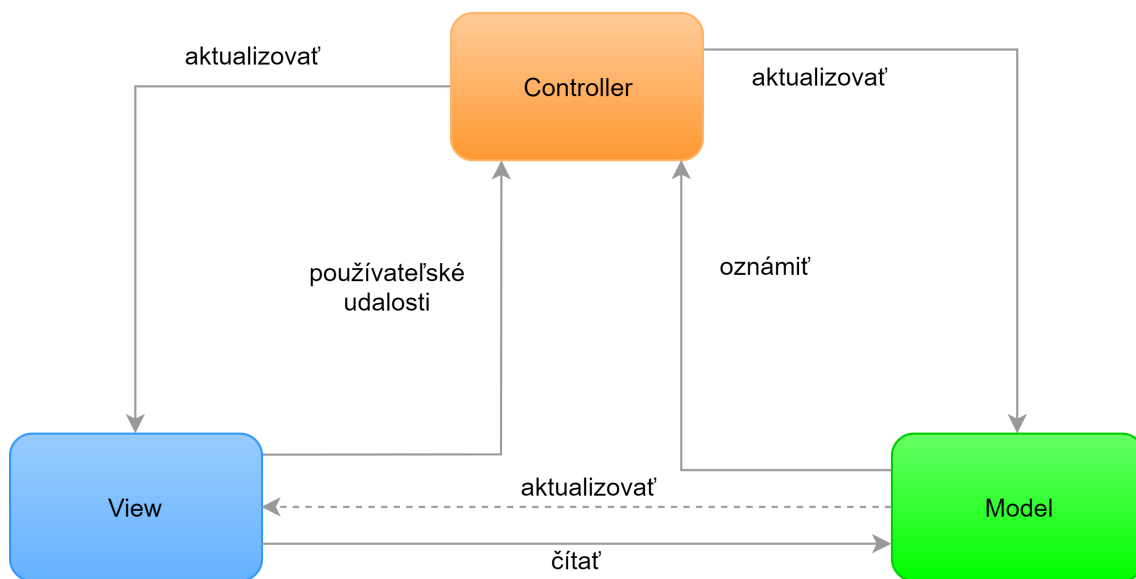 aktualizovať
Controller
aktualizovať
používateľské
udalosti
oznámiť
aktualizovať
View
Model
čítať